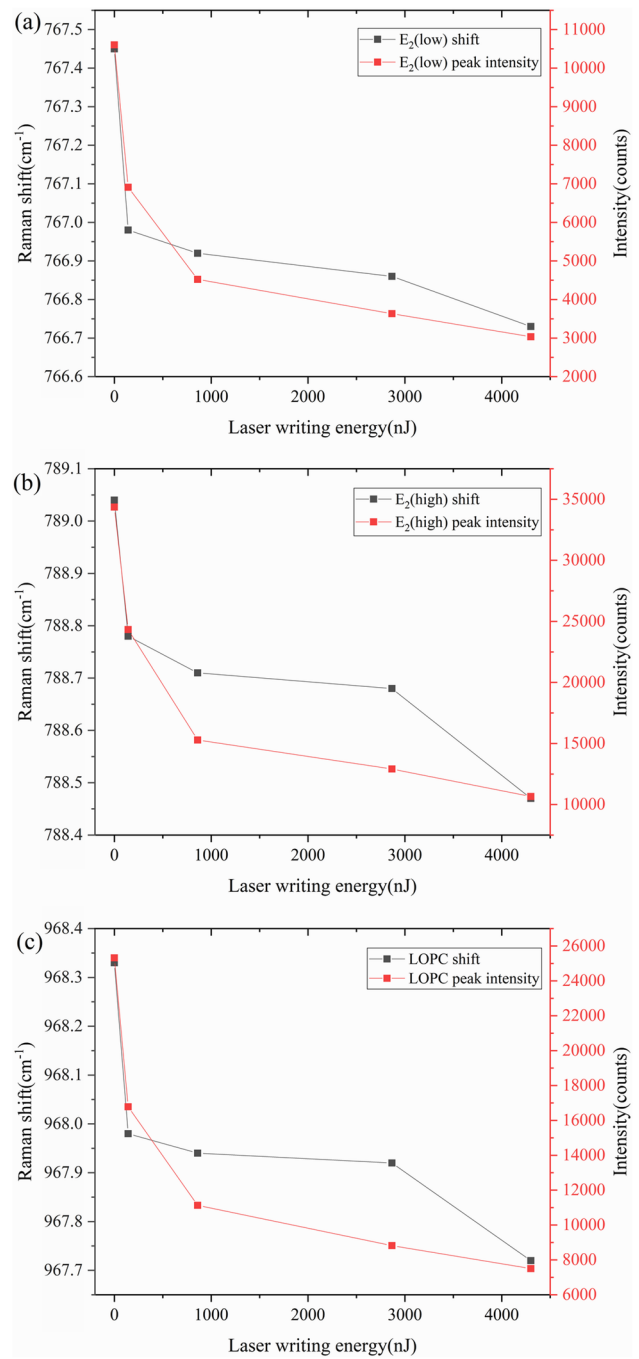 (a)
E₂(low) shift
E₂(low) peak intensity
Raman shift(cm⁻¹)
767.5
767.4
767.3
767.2
767.1
767.0
766.9
766.8
766.7
766.6
11000
10000
9000
8000
7000
6000
5000
4000
3000
2000
Intensity(counts)
0 1000 2000 3000 4000
Laser writing energy(nJ)
(b)
E₂(high) shift
E₂(high) peak intensity
Raman shift(cm⁻¹)
789.1
789.0
788.9
788.8
788.7
788.6
788.5
788.4
35000
30000
25000
20000
15000
10000
Intensity(counts)
0 1000 2000 3000 4000
Laser writing energy(nJ)
(c)
LOPC shift
LOPC peak intensity
Raman shift(cm⁻¹)
968.4
968.3
968.2
968.1
968.0
967.9
967.8
967.7
26000
24000
22000
20000
18000
16000
14000
12000
10000
8000
6000
Intensity(counts)
0 1000 2000 3000 4000
Laser writing energy(nJ)